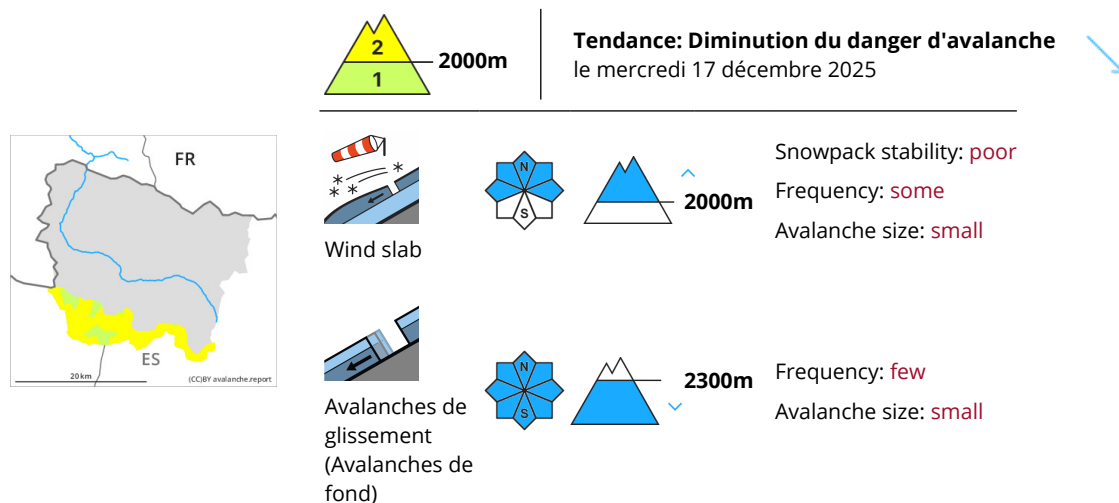 2
1
2000m
Tendance: Diminution du danger d'avalanche
le mercredi 17 décembre 2025
FR
ES
20 km
(CC)BY avalanche.report
Wind slab
N
S
2000m
Snowpack stability: poor
Frequency: some
Avalanche size: small
Avalanches de
glissement
(Avalanches de
fond)
N
S
2300m
Frequency: few
Avalanche size: small